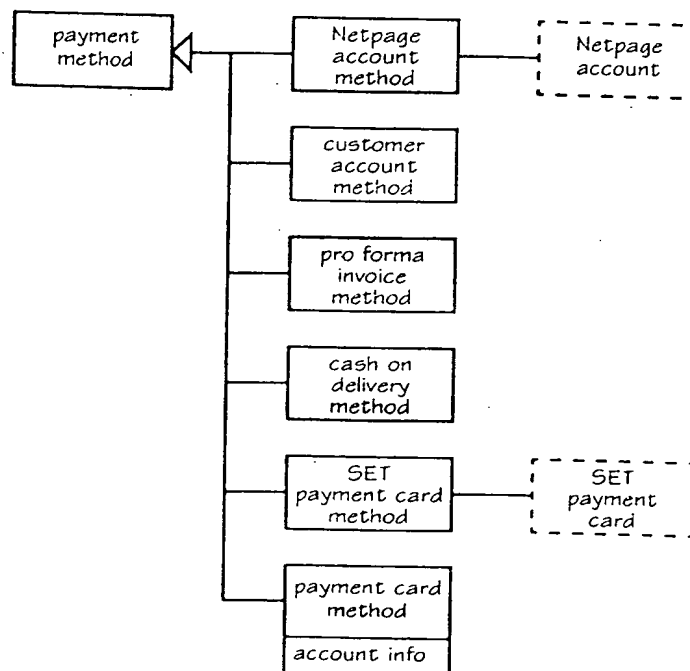 payment
method
Netpage
account
method
Netpage
account
customer
account
method
pro forma
invoice
method
cash on
delivery
method
SET
payment card
method
SET
payment
card
payment card
method
account info